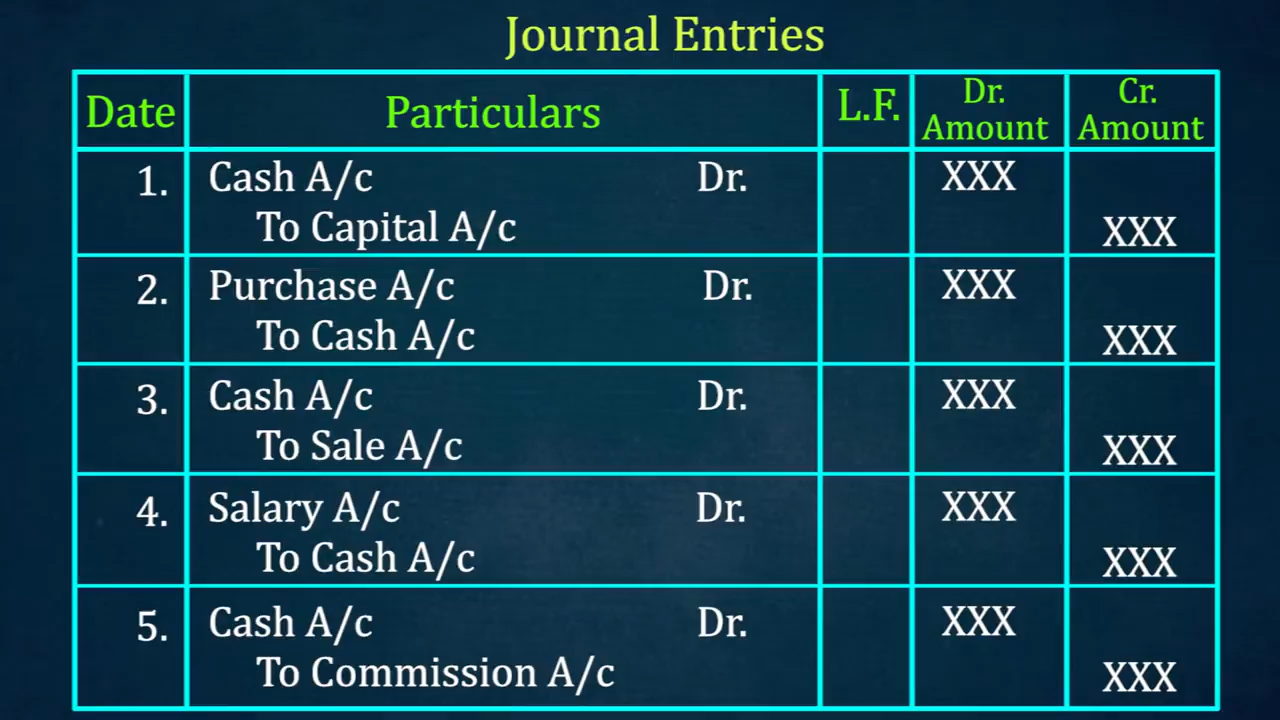 Journal Entries
Date Particulars L.F. Dr. Amount Cr. Amount
1. Cash A/c Dr. XXX
To Capital A/c XXX
2. Purchase A/c Dr. XXX
To Cash A/c XXX
3. Cash A/c Dr. XXX
To Sale A/c XXX
4. Salary A/c Dr. XXX
To Cash A/c XXX
5. Cash A/c Dr. XXX
To Commission A/c XXX